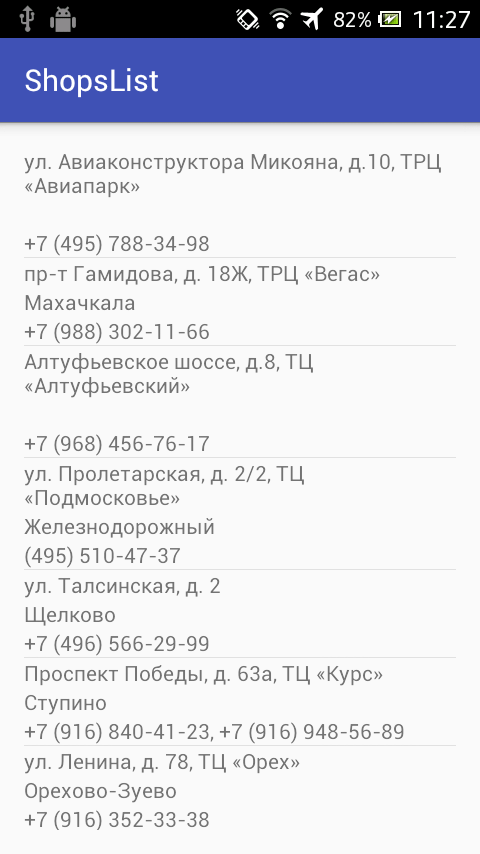 82% 11:27
ShopsList
ул. Авиаконструктора Микояна, д.10, ТРЦ
«Авиапарк»
+7 (495) 788-34-98
пр-т Гамидова, д. 18Ж, ТРЦ «Вегас»
Махачкала
+7 (988) 302-11-66
Алтуфьевское шоссе, д.8, ТЦ
«Алтуфьевский»
+7 (968) 456-76-17
ул. Пролетарская, д. 2/2, ТЦ
«Подмосковье»
Железнодорожный
(495) 510-47-37
ул. Талсинская, д. 2
Щелково
+7 (496) 566-29-99
Проспект Победы, д. 63а, ТЦ «Курс»
Ступино
+7 (916) 840-41-23, +7 (916) 948-56-89
ул. Ленина, д. 78, ТЦ «Орех»
Орехово-Зуево
+7 (916) 352-33-38